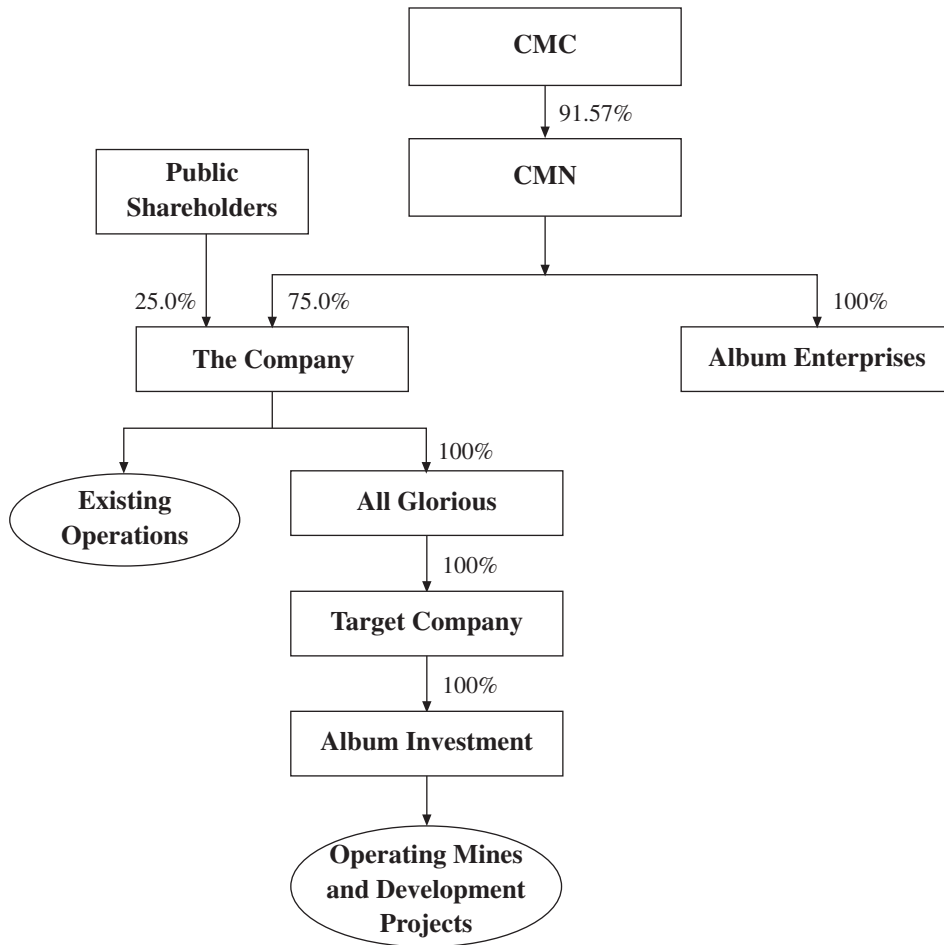 CMC
91.57%
Public
Shareholders
CMN
25.0%
75.0%
100%
The Company
Album Enterprises
100%
Existing
Operations
All Glorious
100%
Target Company
100%
Album Investment
Operating Mines
and Development
Projects